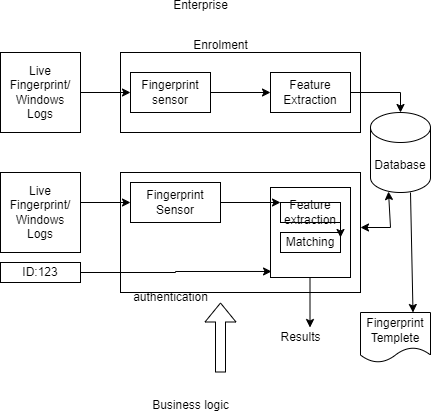 Enterprise
Enrolment
Live
Fingerprint/
Windows
Logs
Fingerprint
sensor
Feature
Extraction
Database
Live
Fingerprint/
Windows
Logs
Fingerprint
Sensor
Feature
extraction
Matching
ID:123
authentication
Results
Fingerprint
Templete
Business logic